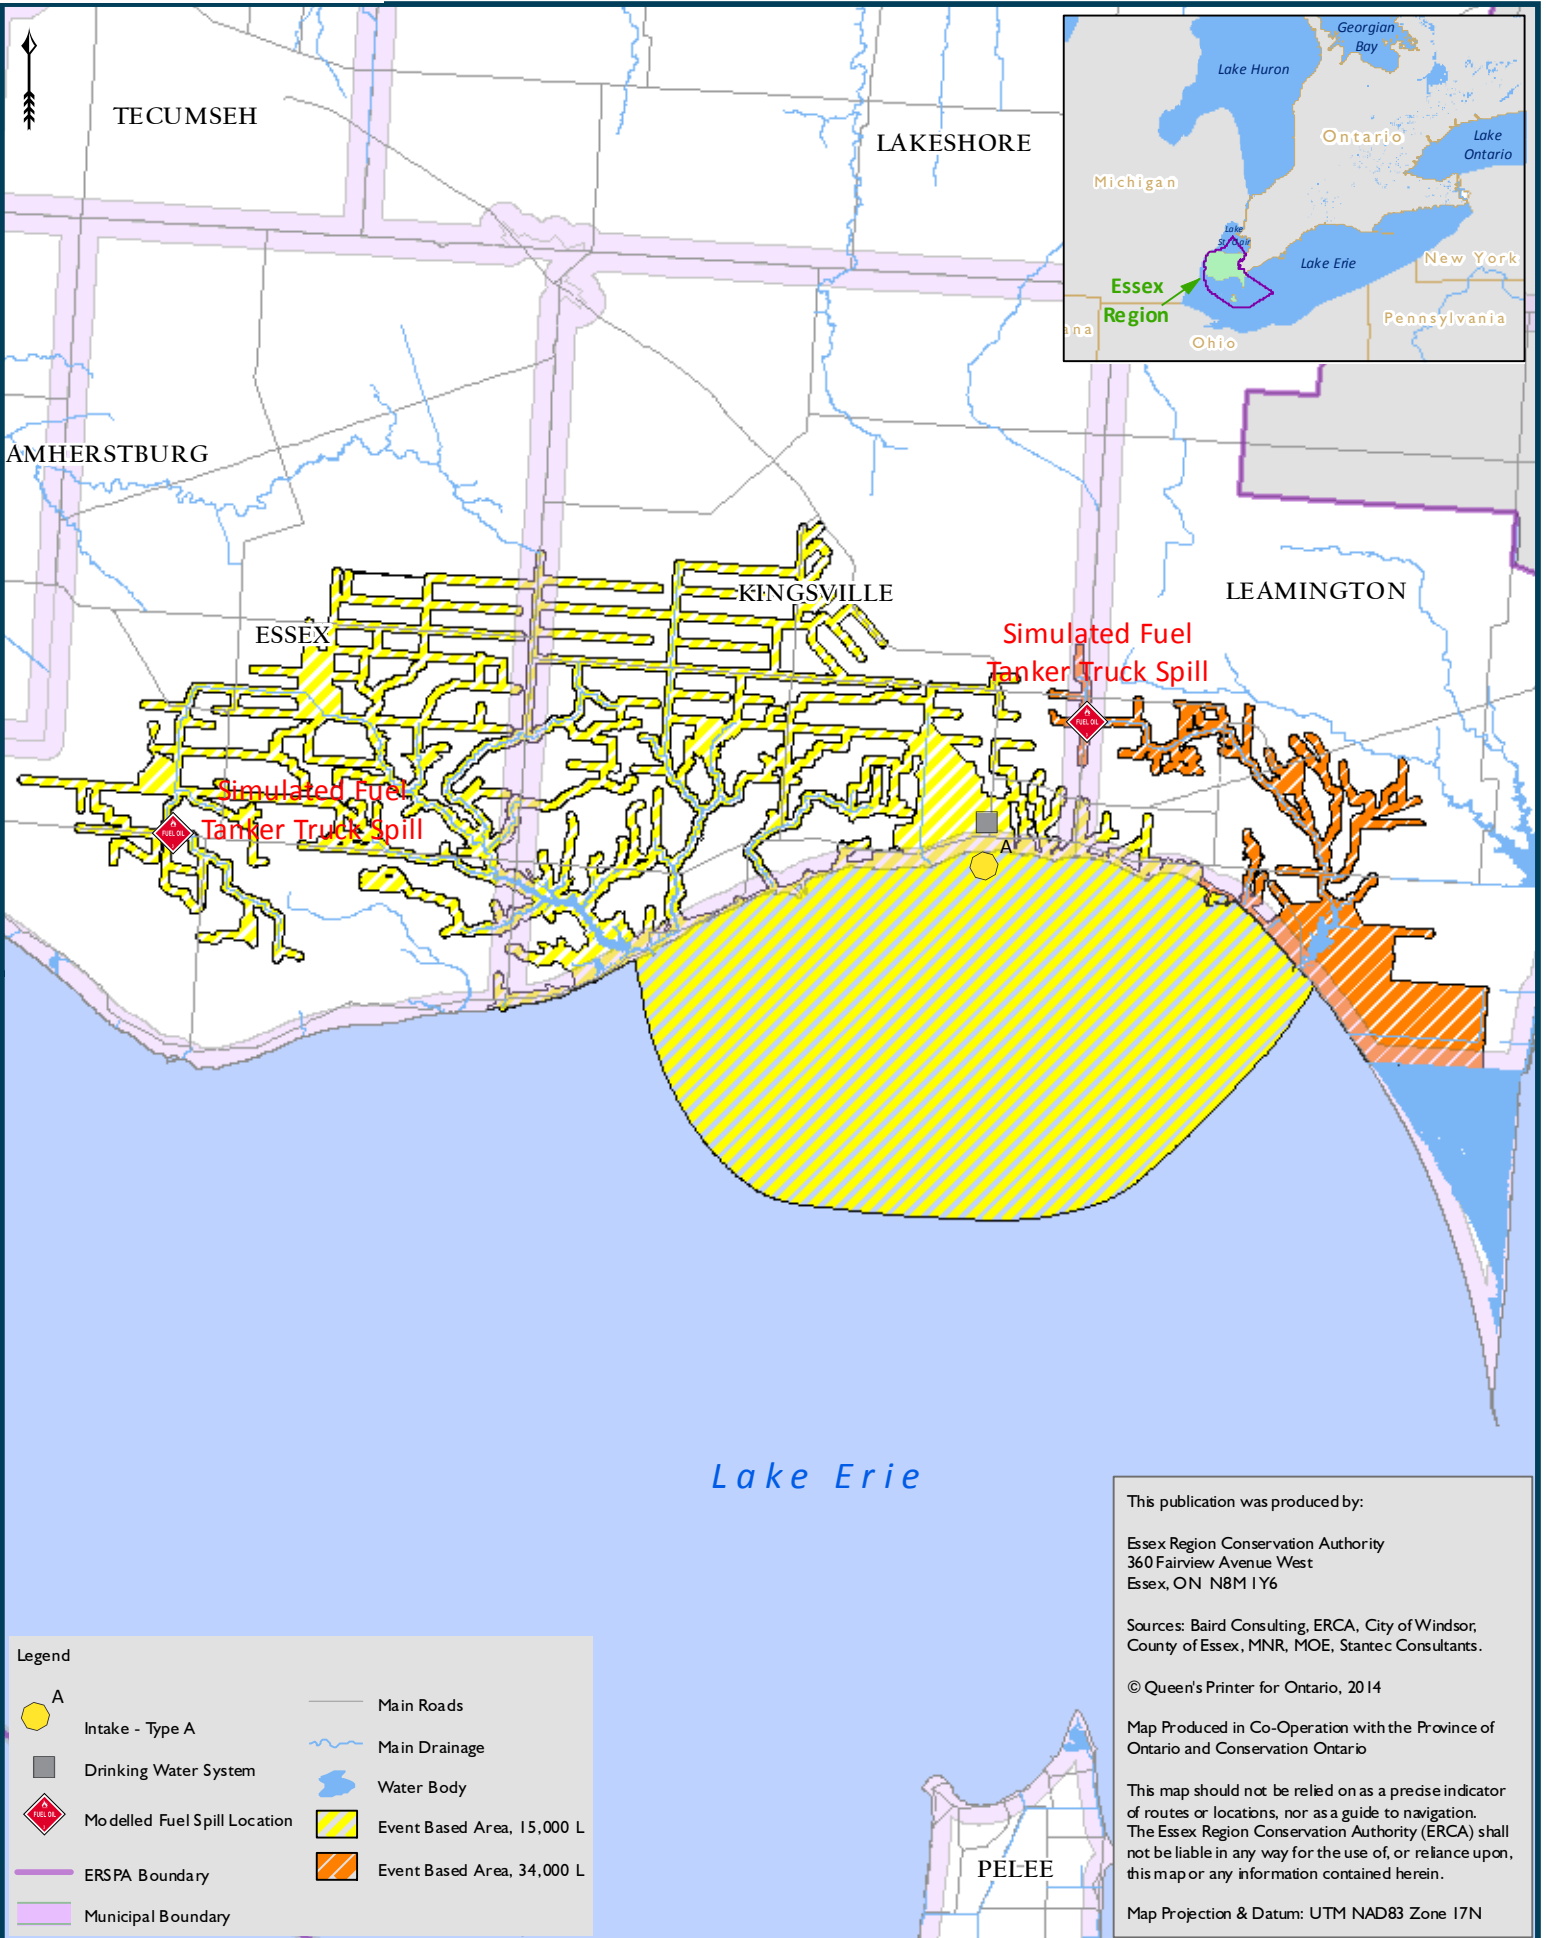 TECUMSEH
LAKESHORE
Georgian
Bay
Lake Huron
Ontario
Lake
Ontario
Michigan
Lake
Lake Erie
New York
Essex
Region
Pennsylvania
ana
Ohio
AMHERSTBURG
KINGSVILLE
LEAMINGTON
ESSEX
Simulated Fuel
Tanker Truck Spill
FUEL OIL
Simulated Fuel
Tanker Truck Spill
FUEL OIL
A
Lake Erie
PELEE
Legend
A
Intake - Type A
Drinking Water System
FUEL OIL
Modelled Fuel Spill Location
ERSPA Boundary
Municipal Boundary
Main Roads
Main Drainage
Water Body
Event Based Area, 15,000 L
Event Based Area, 34,000 L
This publication was produced by:
Essex Region Conservation Authority
360 Fairview Avenue West
Essex, ON N8M 1Y6
Sources: Baird Consulting, ERCA, City of Windsor,
County of Essex, MNR, MOE, Stantec Consultants.
© Queen's Printer for Ontario, 2014
Map Produced in Co-Operation with the Province of
Ontario and Conservation Ontario
This map should not be relied on as a precise indicator
of routes or locations, nor as a guide to navigation.
The Essex Region Conservation Authority (ERCA) shall
not be liable in any way for the use of, or reliance upon,
this map or any information contained herein.
Map Projection & Datum: UTM NAD83 Zone 17N